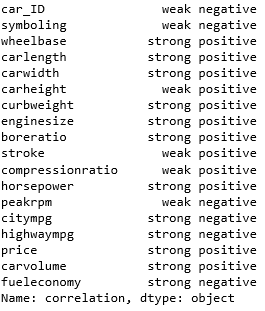 car_ID weak negative
symboling weak negative
wheelbase strong positive
carlength strong positive
carwidth strong positive
carheight weak positive
curbweight strong positive
enginesize strong positive
boreratio strong positive
stroke weak positive
compressionratio weak positive
horsepower strong positive
peakrpm weak negative
citympg strong negative
highwaympg strong negative
price strong positive
carvolume strong positive
fueleconomy strong negative
Name: correlation, dtype: object